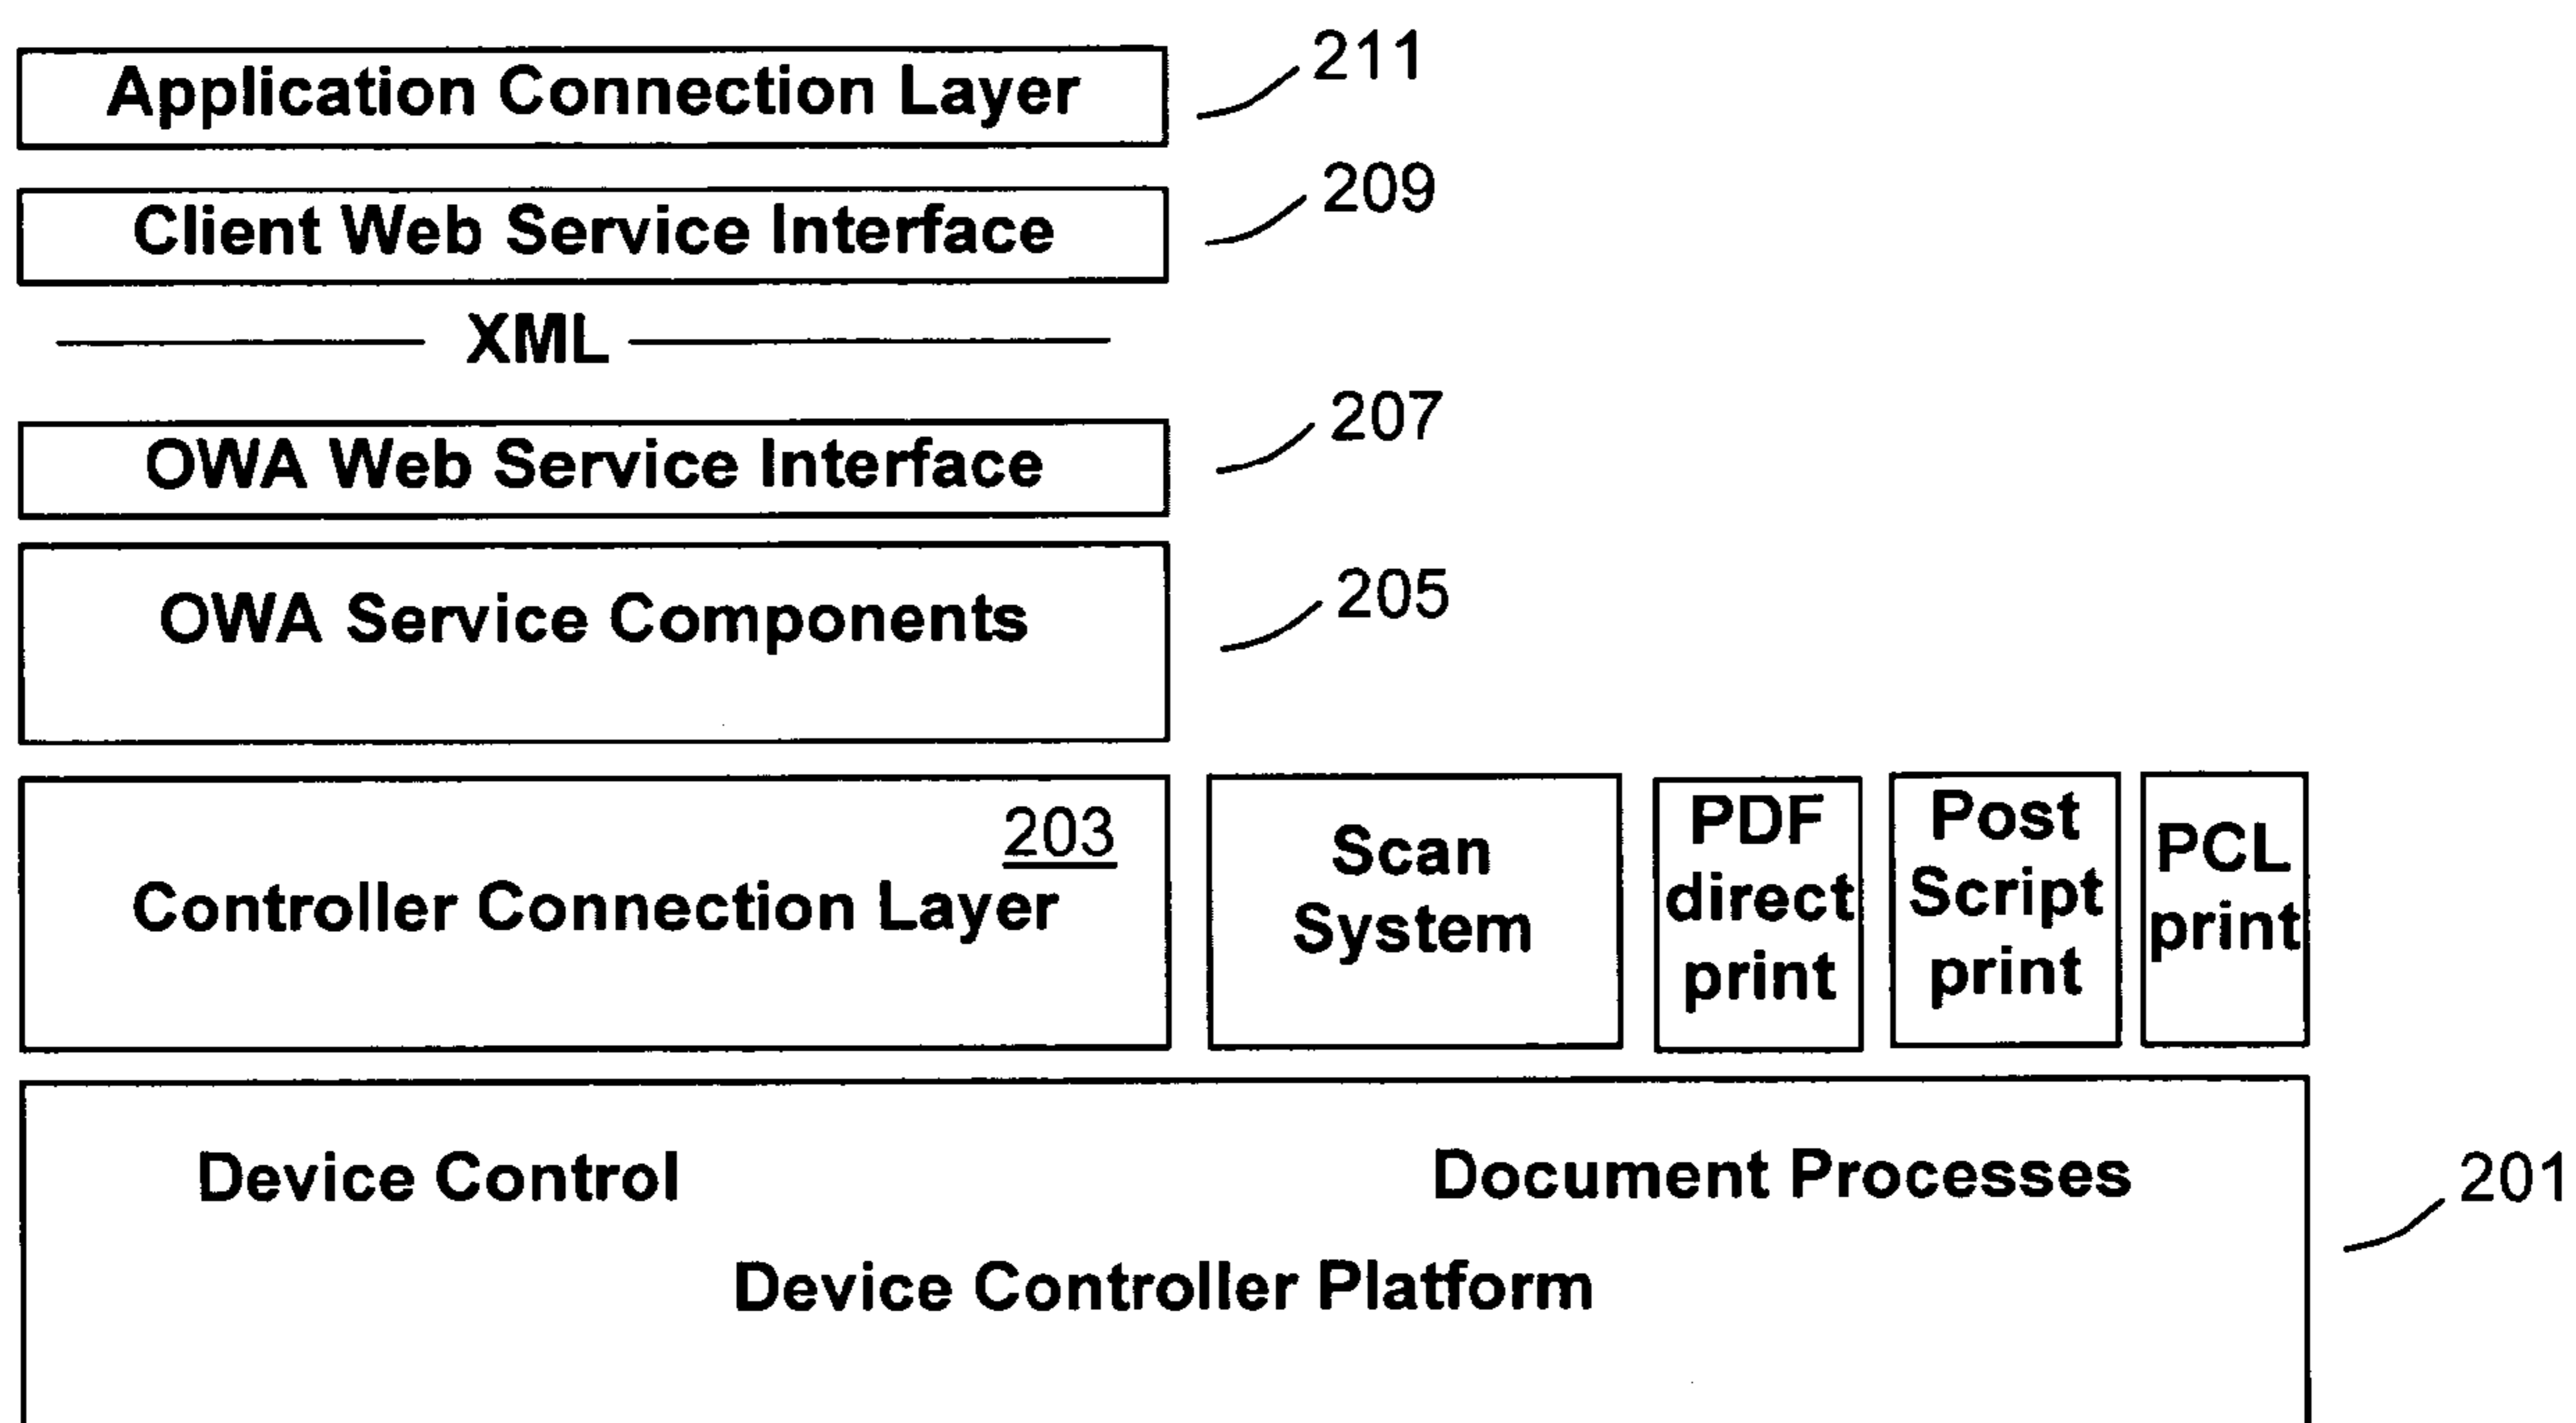 Application Connection Layer
211
Client Web Service Interface
209
XML
OWA Web Service Interface
207
OWA Service Components
205
203
Controller Connection Layer
Scan
System
PDF
direct
print
Post
Script
print
PCL
print
Device Control
Document Processes
201
Device Controller Platform